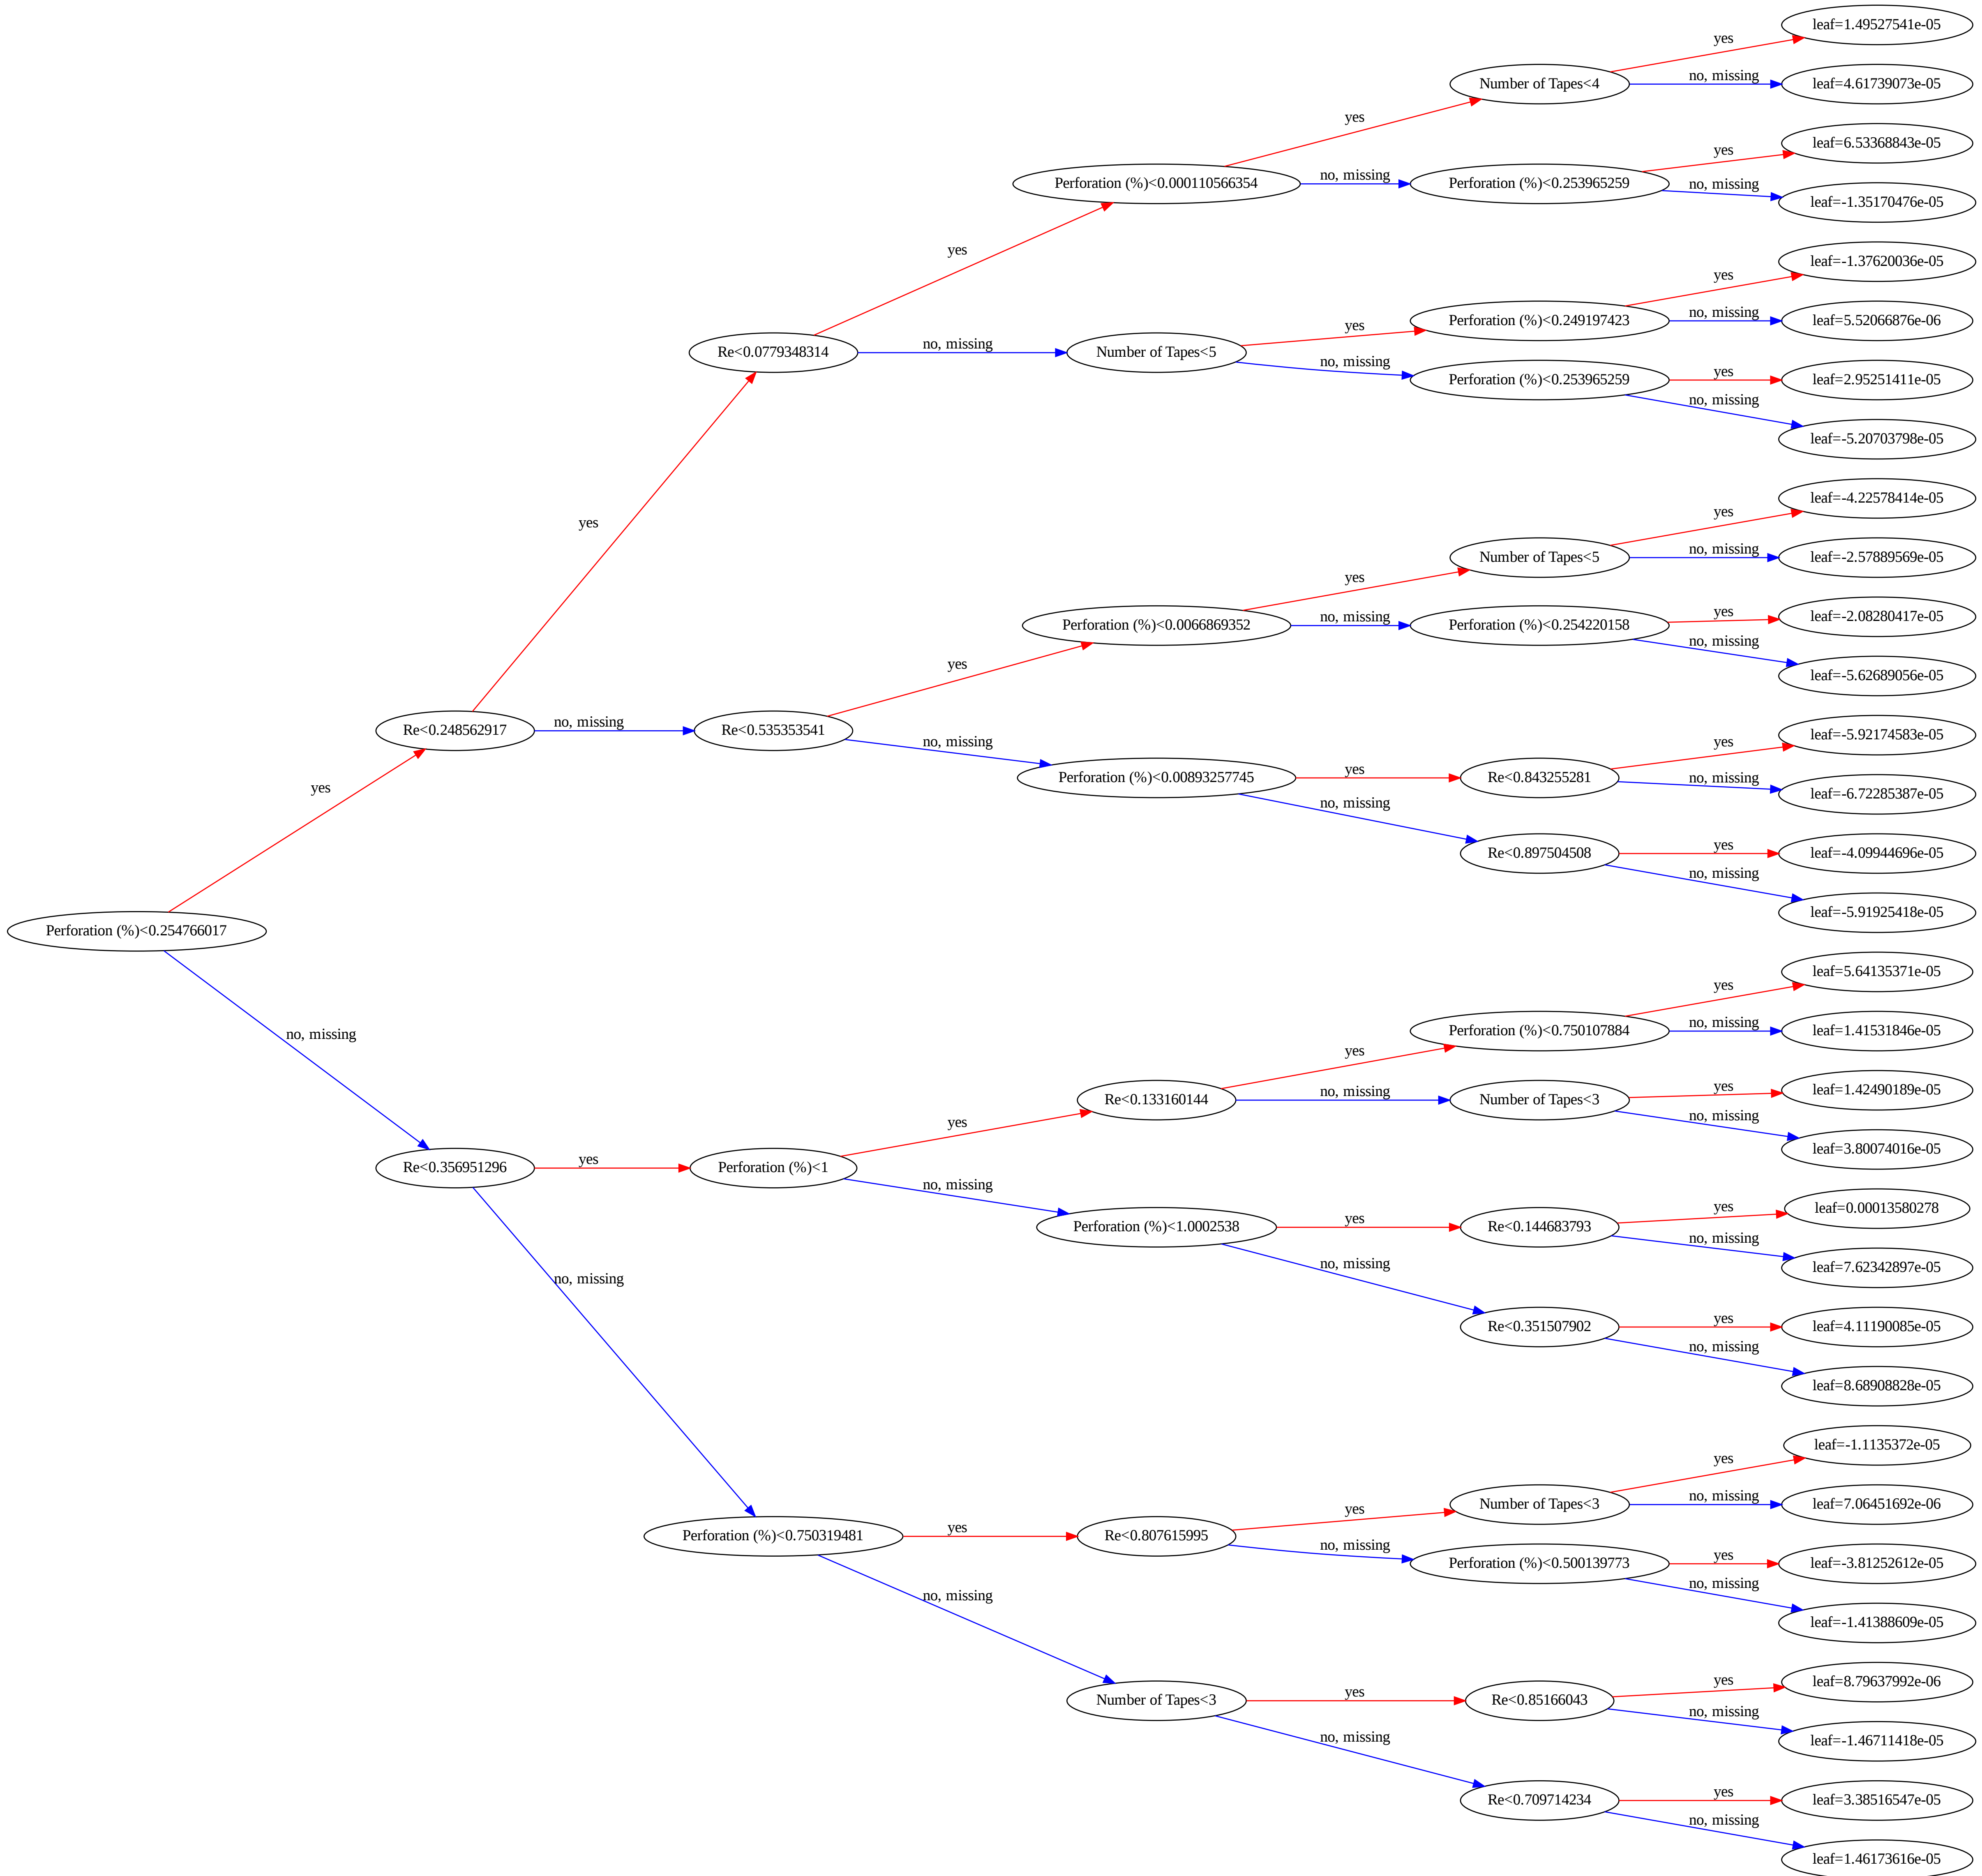 leaf=1.49527541e-05
yes
Number of Tapes<4
no, missing
leaf=4.61739073e-05
yes
leaf=6.53368843e-05
yes
Perforation (%)<0.000110566354
no, missing
Perforation (%)<0.253965259
no, missing
leaf=-1.35170476e-05
yes
leaf=-1.37620036e-05
yes
Perforation (%)<0.249197423
no, missing
leaf=5.52066876e-06
yes
Re<0.0779348314
no, missing
Number of Tapes<5
no, missing
Perforation (%)<0.253965259
yes
leaf=2.95251411e-05
no, missing
leaf=-5.20703798e-05
yes
leaf=-4.22578414e-05
yes
Number of Tapes<5
no, missing
leaf=-2.57889569e-05
yes
Perforation (%)<0.0066869352
no, missing
Perforation (%)<0.254220158
yes
leaf=-2.08280417e-05
no, missing
leaf=-5.62689056e-05
yes
Re<0.248562917
no, missing
Re<0.535353541
no, missing
leaf=-5.92174583e-05
yes
Perforation (%)<0.00893257745
yes
Re<0.843255281
no, missing
leaf=-6.72285387e-05
no, missing
yes
Re<0.897504508
yes
leaf=-4.09944696e-05
no, missing
leaf=-5.91925418e-05
Perforation (%)<0.254766017
no, missing
leaf=5.64135371e-05
yes
Perforation (%)<0.750107884
no, missing
leaf=1.41531846e-05
yes
Re<0.133160144
no, missing
Number of Tapes<3
yes
leaf=1.42490189e-05
no, missing
leaf=3.80074016e-05
yes
Re<0.356951296
yes
Perforation (%)<1
no, missing
Perforation (%)<1.0002538
yes
Re<0.144683793
yes
leaf=0.00013580278
no, missing
leaf=7.62342897e-05
no, missing
Re<0.351507902
yes
leaf=4.11190085e-05
no, missing
leaf=8.68908828e-05
no, missing
leaf=-1.1135372e-05
yes
Number of Tapes<3
no, missing
leaf=7.06451692e-06
yes
Perforation (%)<0.750319481
yes
Re<0.807615995
no, missing
Perforation (%)<0.500139773
yes
leaf=-3.81252612e-05
no, missing
leaf=-1.41388609e-05
no, missing
Number of Tapes<3
yes
Re<0.85166043
yes
leaf=8.79637992e-06
no, missing
leaf=-1.46711418e-05
no, missing
Re<0.709714234
yes
leaf=3.38516547e-05
no, missing
leaf=1.46173616e-05